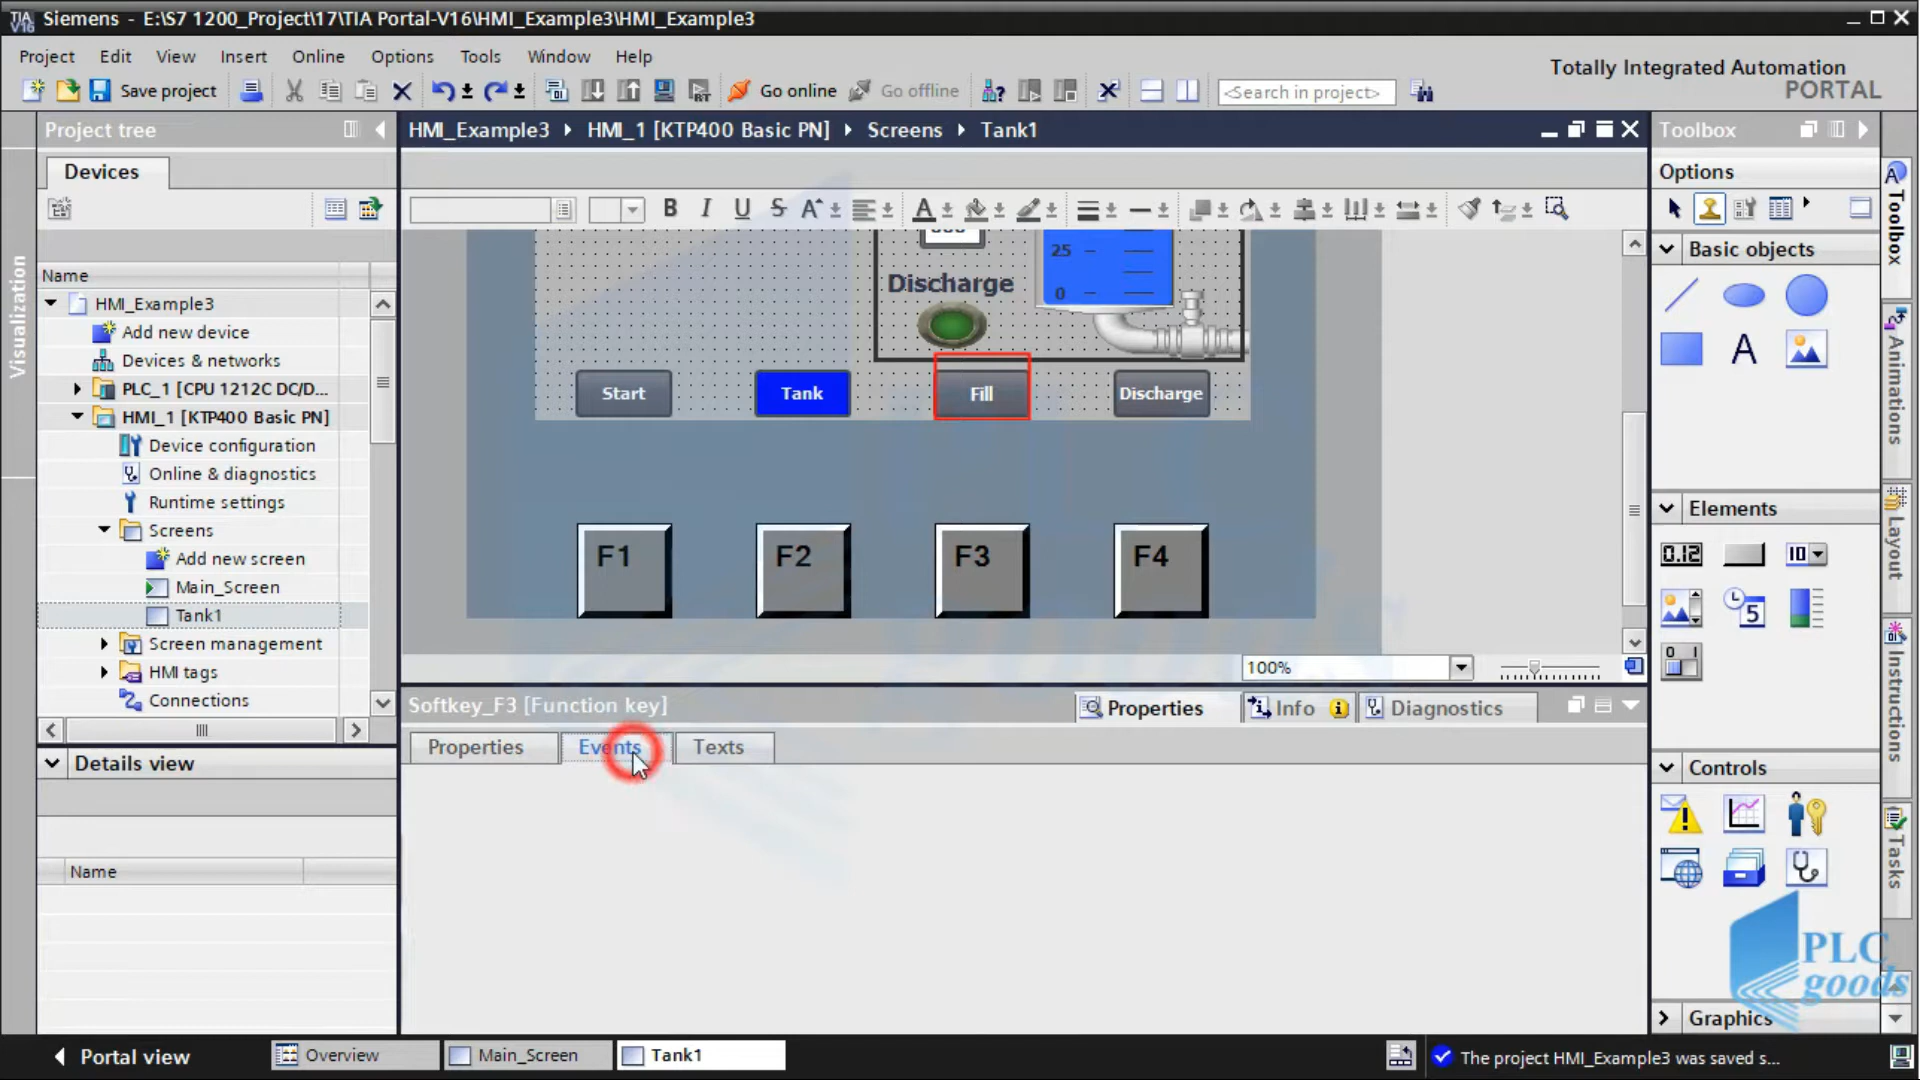 Siemens - E:\S7 1200_Project\17\TIA Portal-V16\HMI_Example3\HMI_Example3
Project Edit View Insert Online Options Tools Window Help
Totally Integrated Automation
PORTAL
Save project
Go online
Go offline
<Search in project>
Project tree
HMI_Example3 HMI_1 [KTP400 Basic PN] Screens Tank1
Toolbox
Devices
Options
Visualization
Name
HMI_Example3
Add new device
Devices & networks
PLC_1 [CPU 1212C DC/D...
HMI_1 [KTP400 Basic PN]
Device configuration
Online & diagnostics
Runtime settings
Screens
Add new screen
Main_Screen
Tank1
Screen management
HMI tags
Connections
Details view
Name
B I U S A
25
0
Discharge
Start Tank Fill Discharge
F1 F2 F3 F4
100%
Softkey_F3 [Function key]
Properties Info Diagnostics
Properties Events Texts
Basic objects
A
Elements
0.12
10
5
0 1
Controls
Graphics
Toolbox
Animations
Layout
Instructions
Tasks
PLC
goods
Portal view
Overview
Main_Screen
Tank1
The project HMI_Example3 was saved s...